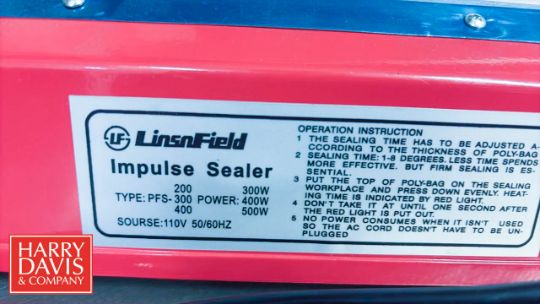 LF LinsnField
Impulse Sealer
200 300W
TYPE: PFS- 300 POWER: 400W
400 500W
SOURSE: 110V 50/60HZ
OPERATION INSTRUCTION
1 THE SEALING TIME HAS TO BE ADJUSTED A-
CCORDING TO THE THICKNESS OF POLY-BAG
2 SEALING TIME: 1-8 DEGREES. LESS TIME SPENDS
MORE EFFECTIVE. BUT FIRM SEALING IS ES-
SENTIAL.
3 PUT THE TOP OF POLY-BAG ON THE SEALING
WORKPLACE AND PRESS DOWN EVENLY. HEAT-
ING TIME IS INDICATED BY RED LIGHT.
4 DON'T TAKE IT AT UNTIL ONE SECOND AFTER
THE RED LIGHT IS PUT OUT.
5 NO POWER CONSUMES WHEN IT ISN'T USED
SO THE AC CORD DOESN'T HAVE TO BE UN-
PLUGGED
HARRY
DAVIS
& COMPANY